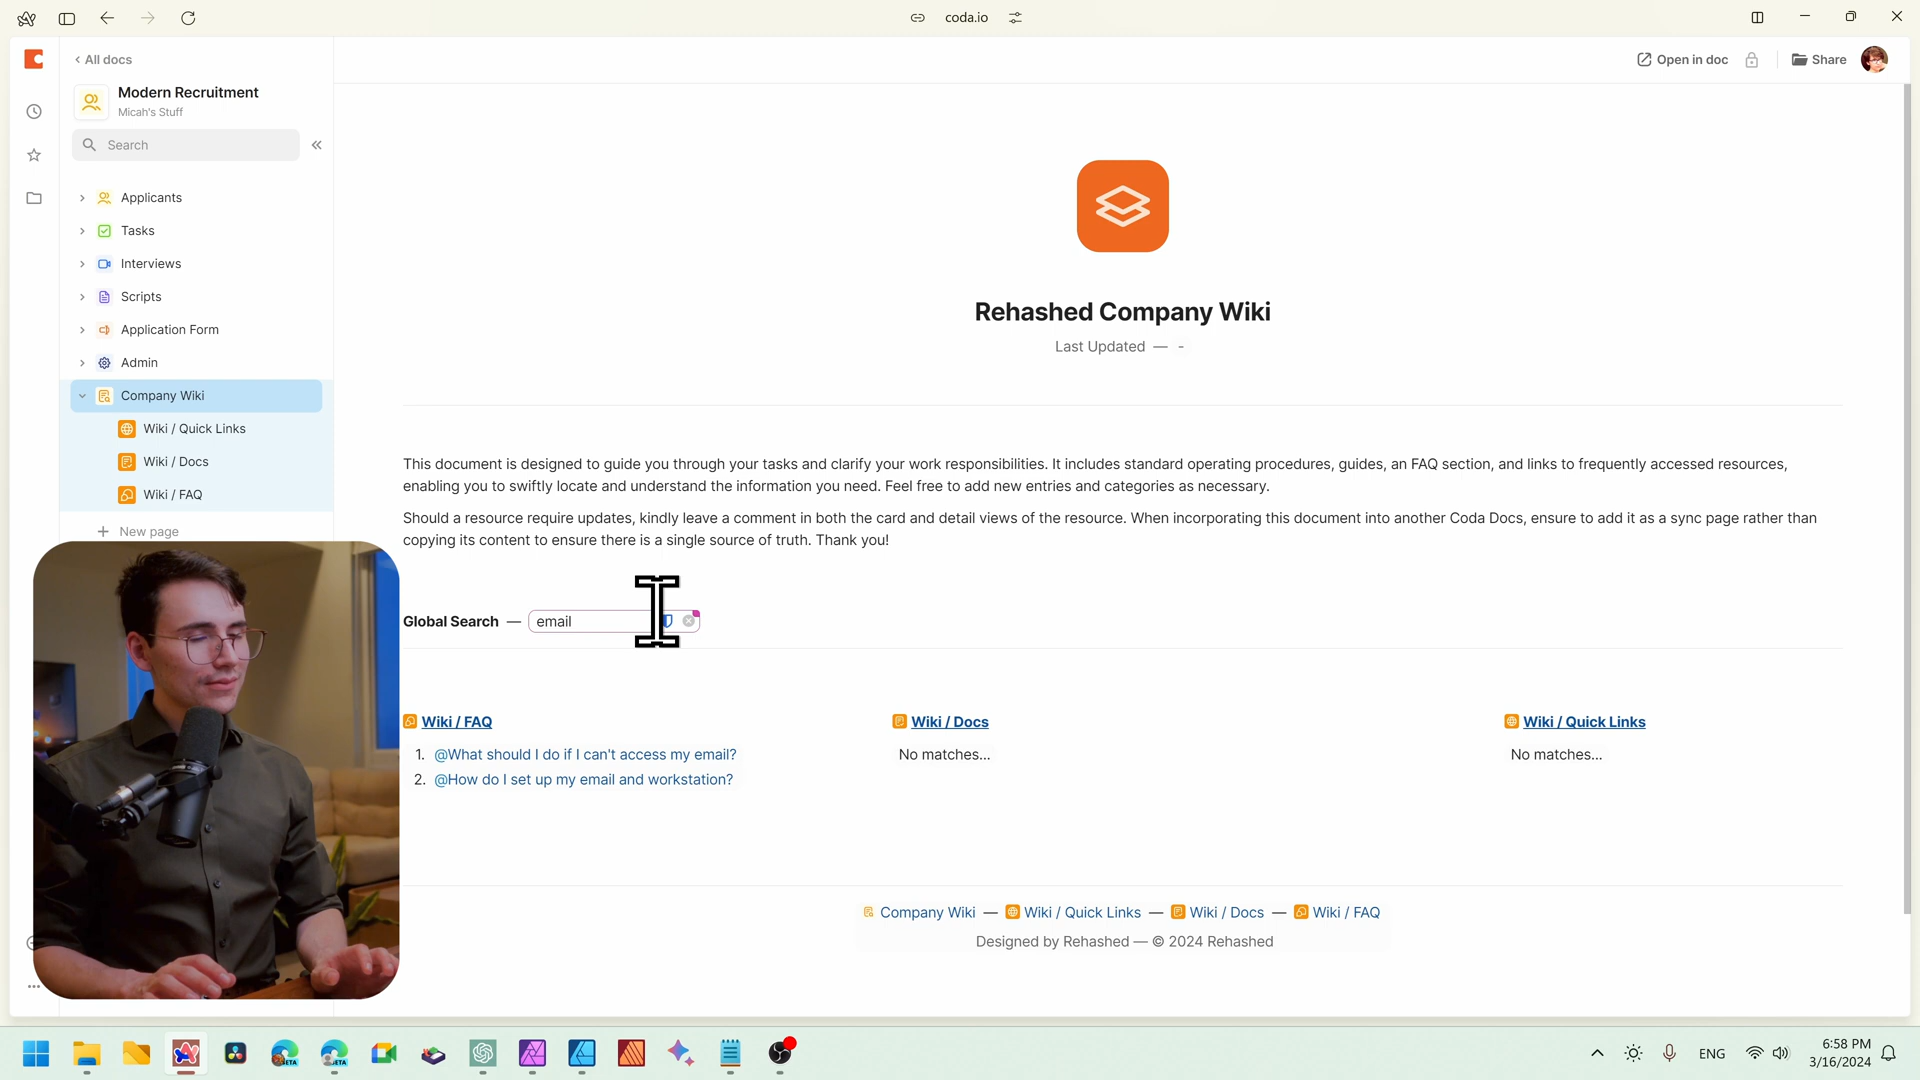 coda.io
All docs
Open in doc
Share
Modern Recruitment
Micah's Stuff
Search
Applicants
Tasks
Interviews
Scripts
Application Form
Admin
Company Wiki
Wiki / Quick Links
Wiki / Docs
Wiki / FAQ
New page
Rehashed Company Wiki
Last Updated — -
This document is designed to guide you through your tasks and clarify your work responsibilities. It includes standard operating procedures, guides, an FAQ section, and links to frequently accessed resources,
enabling you to swiftly locate and understand the information you need. Feel free to add new entries and categories as necessary.
Should a resource require updates, kindly leave a comment in both the card and detail views of the resource. When incorporating this document into another Coda Docs, ensure to add it as a sync page rather than
copying its content to ensure there is a single source of truth. Thank you!
Global Search — email
Wiki / FAQ
1. @What should I do if I can't access my email?
2. @How do I set up my email and workstation?
Wiki / Docs
No matches...
Wiki / Quick Links
No matches...
Company Wiki — Wiki / Quick Links — Wiki / Docs — Wiki / FAQ
Designed by Rehashed — © 2024 Rehashed
BETA
BETA
ENG
6:58 PM
3/16/2024